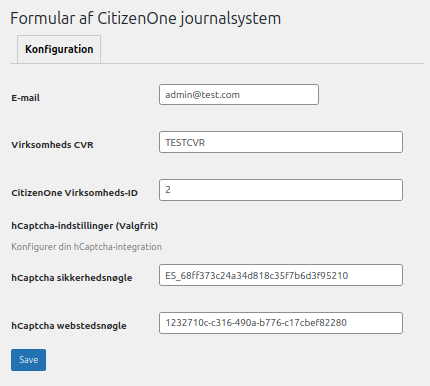 Formular af CitizenOne journalsystem
Konfiguration
E-mail
admin@test.com
Virksomheds CVR
TESTCVR
CitizenOne Virksomheds-ID
2
hCaptcha-indstillinger (Valgfrit)
Konfigurer din hCaptcha-integration
hCaptcha sikkerhedsnøgle
ES_68ff373c24a34d818c35f7b6d3f95210
hCaptcha webstedsnøgle
1232710c-c316-490a-b776-c17cbef82280
Save